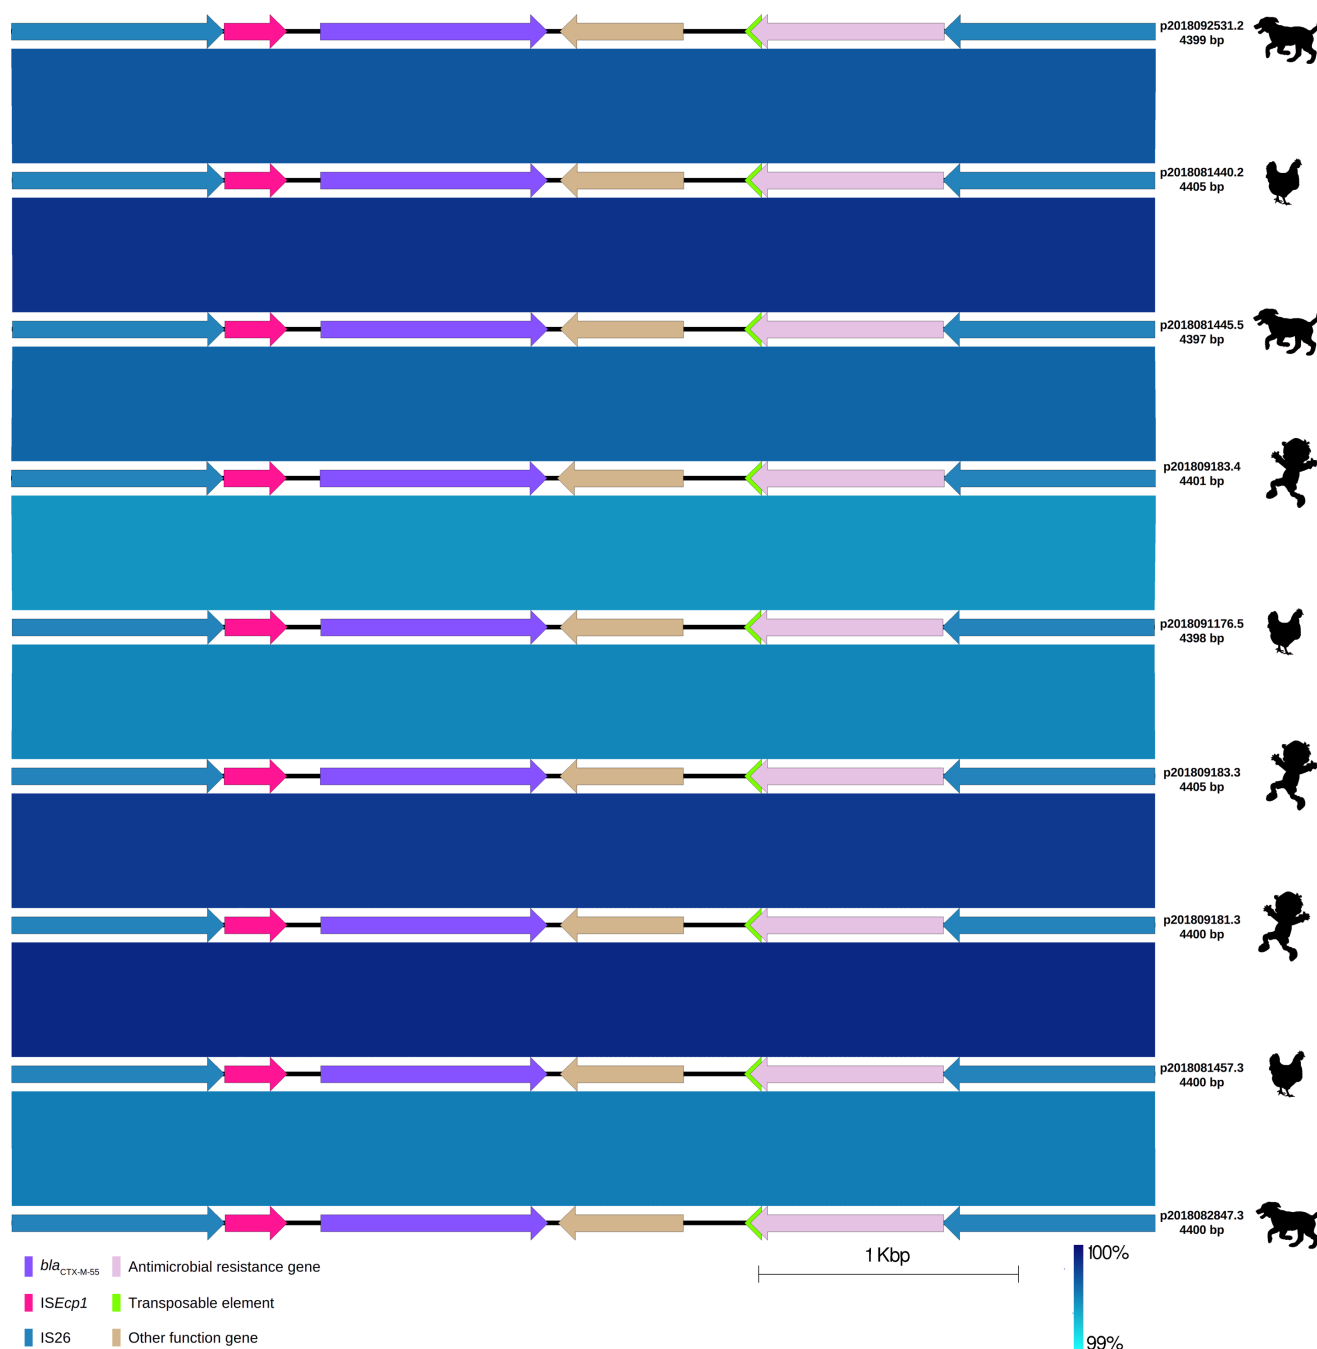 p2018092531.2
4399 bp
p2018081440.2
4405 bp
p2018081445.5
4397 bp
p201809183.4
4401 bp
p2018091176.5
4398 bp
p201809183.3
4405 bp
p201809181.3
4400 bp
p2018081457.3
4400 bp
p2018082847.3
4400 bp
blaCTX-M-55
Antimicrobial resistance gene
ISEcp1
Transposable element
IS26
Other function gene
1 Kbp
100%
99%